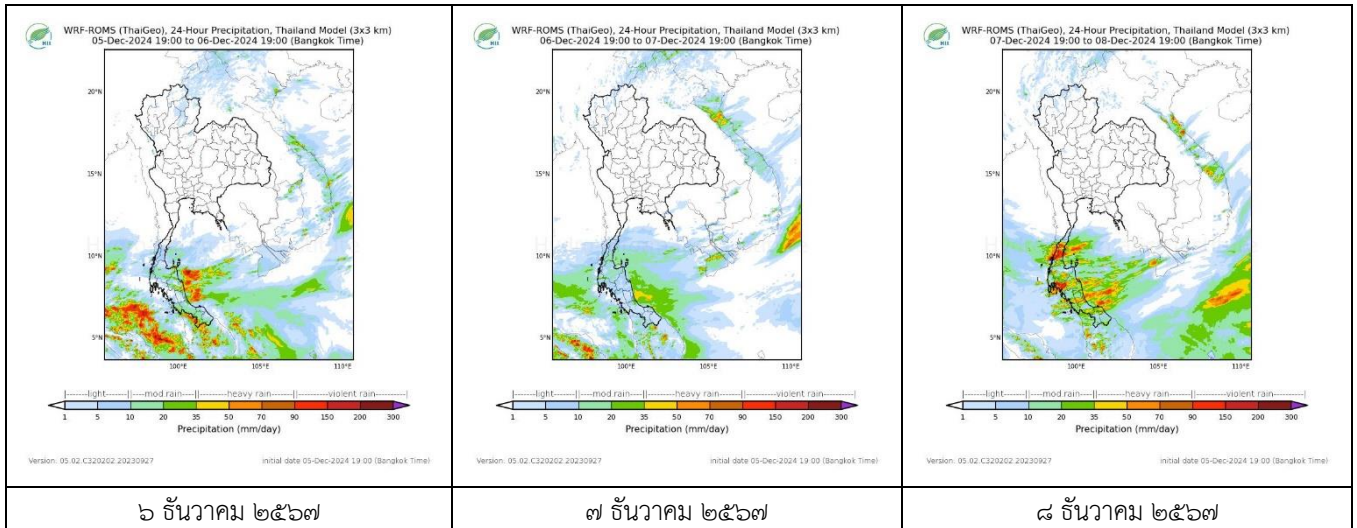 WRF-ROMS (ThaiGeo), 24-Hour Precipitation, Thailand Model (3x3 km)
05-Dec-2024 19:00 to 06-Dec-2024 19:00 (Bangkok Time)
HII
20°N
15°N
10°N
5°N
100°E 105°E 110°E
|-------light-------||----mod.rain----||-------heavy rain-------||------violent rain------|
1 5 10 20 35 50 70 90 150 200 300
Precipitation (mm/day)
Version: 05.02.C320202.20230927 initial date 05-Dec-2024 19:00 (Bangkok Time)
๖ ธันวาคม ๒๕๖๗
WRF-ROMS (ThaiGeo), 24-Hour Precipitation, Thailand Model (3x3 km)
06-Dec-2024 19:00 to 07-Dec-2024 19:00 (Bangkok Time)
HII
20°N
15°N
10°N
5°N
100°E 105°E 110°E
|-------light-------||----mod.rain----||-------heavy rain-------||------violent rain------|
1 5 10 20 35 50 70 90 150 200 300
Precipitation (mm/day)
Version: 05.02.C320202.20230927 initial date 05-Dec-2024 19:00 (Bangkok Time)
๗ ธันวาคม ๒๕๖๗
WRF-ROMS (ThaiGeo), 24-Hour Precipitation, Thailand Model (3x3 km)
07-Dec-2024 19:00 to 08-Dec-2024 19:00 (Bangkok Time)
HII
20°N
15°N
10°N
5°N
100°E 105°E 110°E
|-------light-------||----mod.rain----||-------heavy rain-------||------violent rain------|
1 5 10 20 35 50 70 90 150 200 300
Precipitation (mm/day)
Version: 05.02.C320202.20230927 initial date 05-Dec-2024 19:00 (Bangkok Time)
๘ ธันวาคม ๒๕๖๗